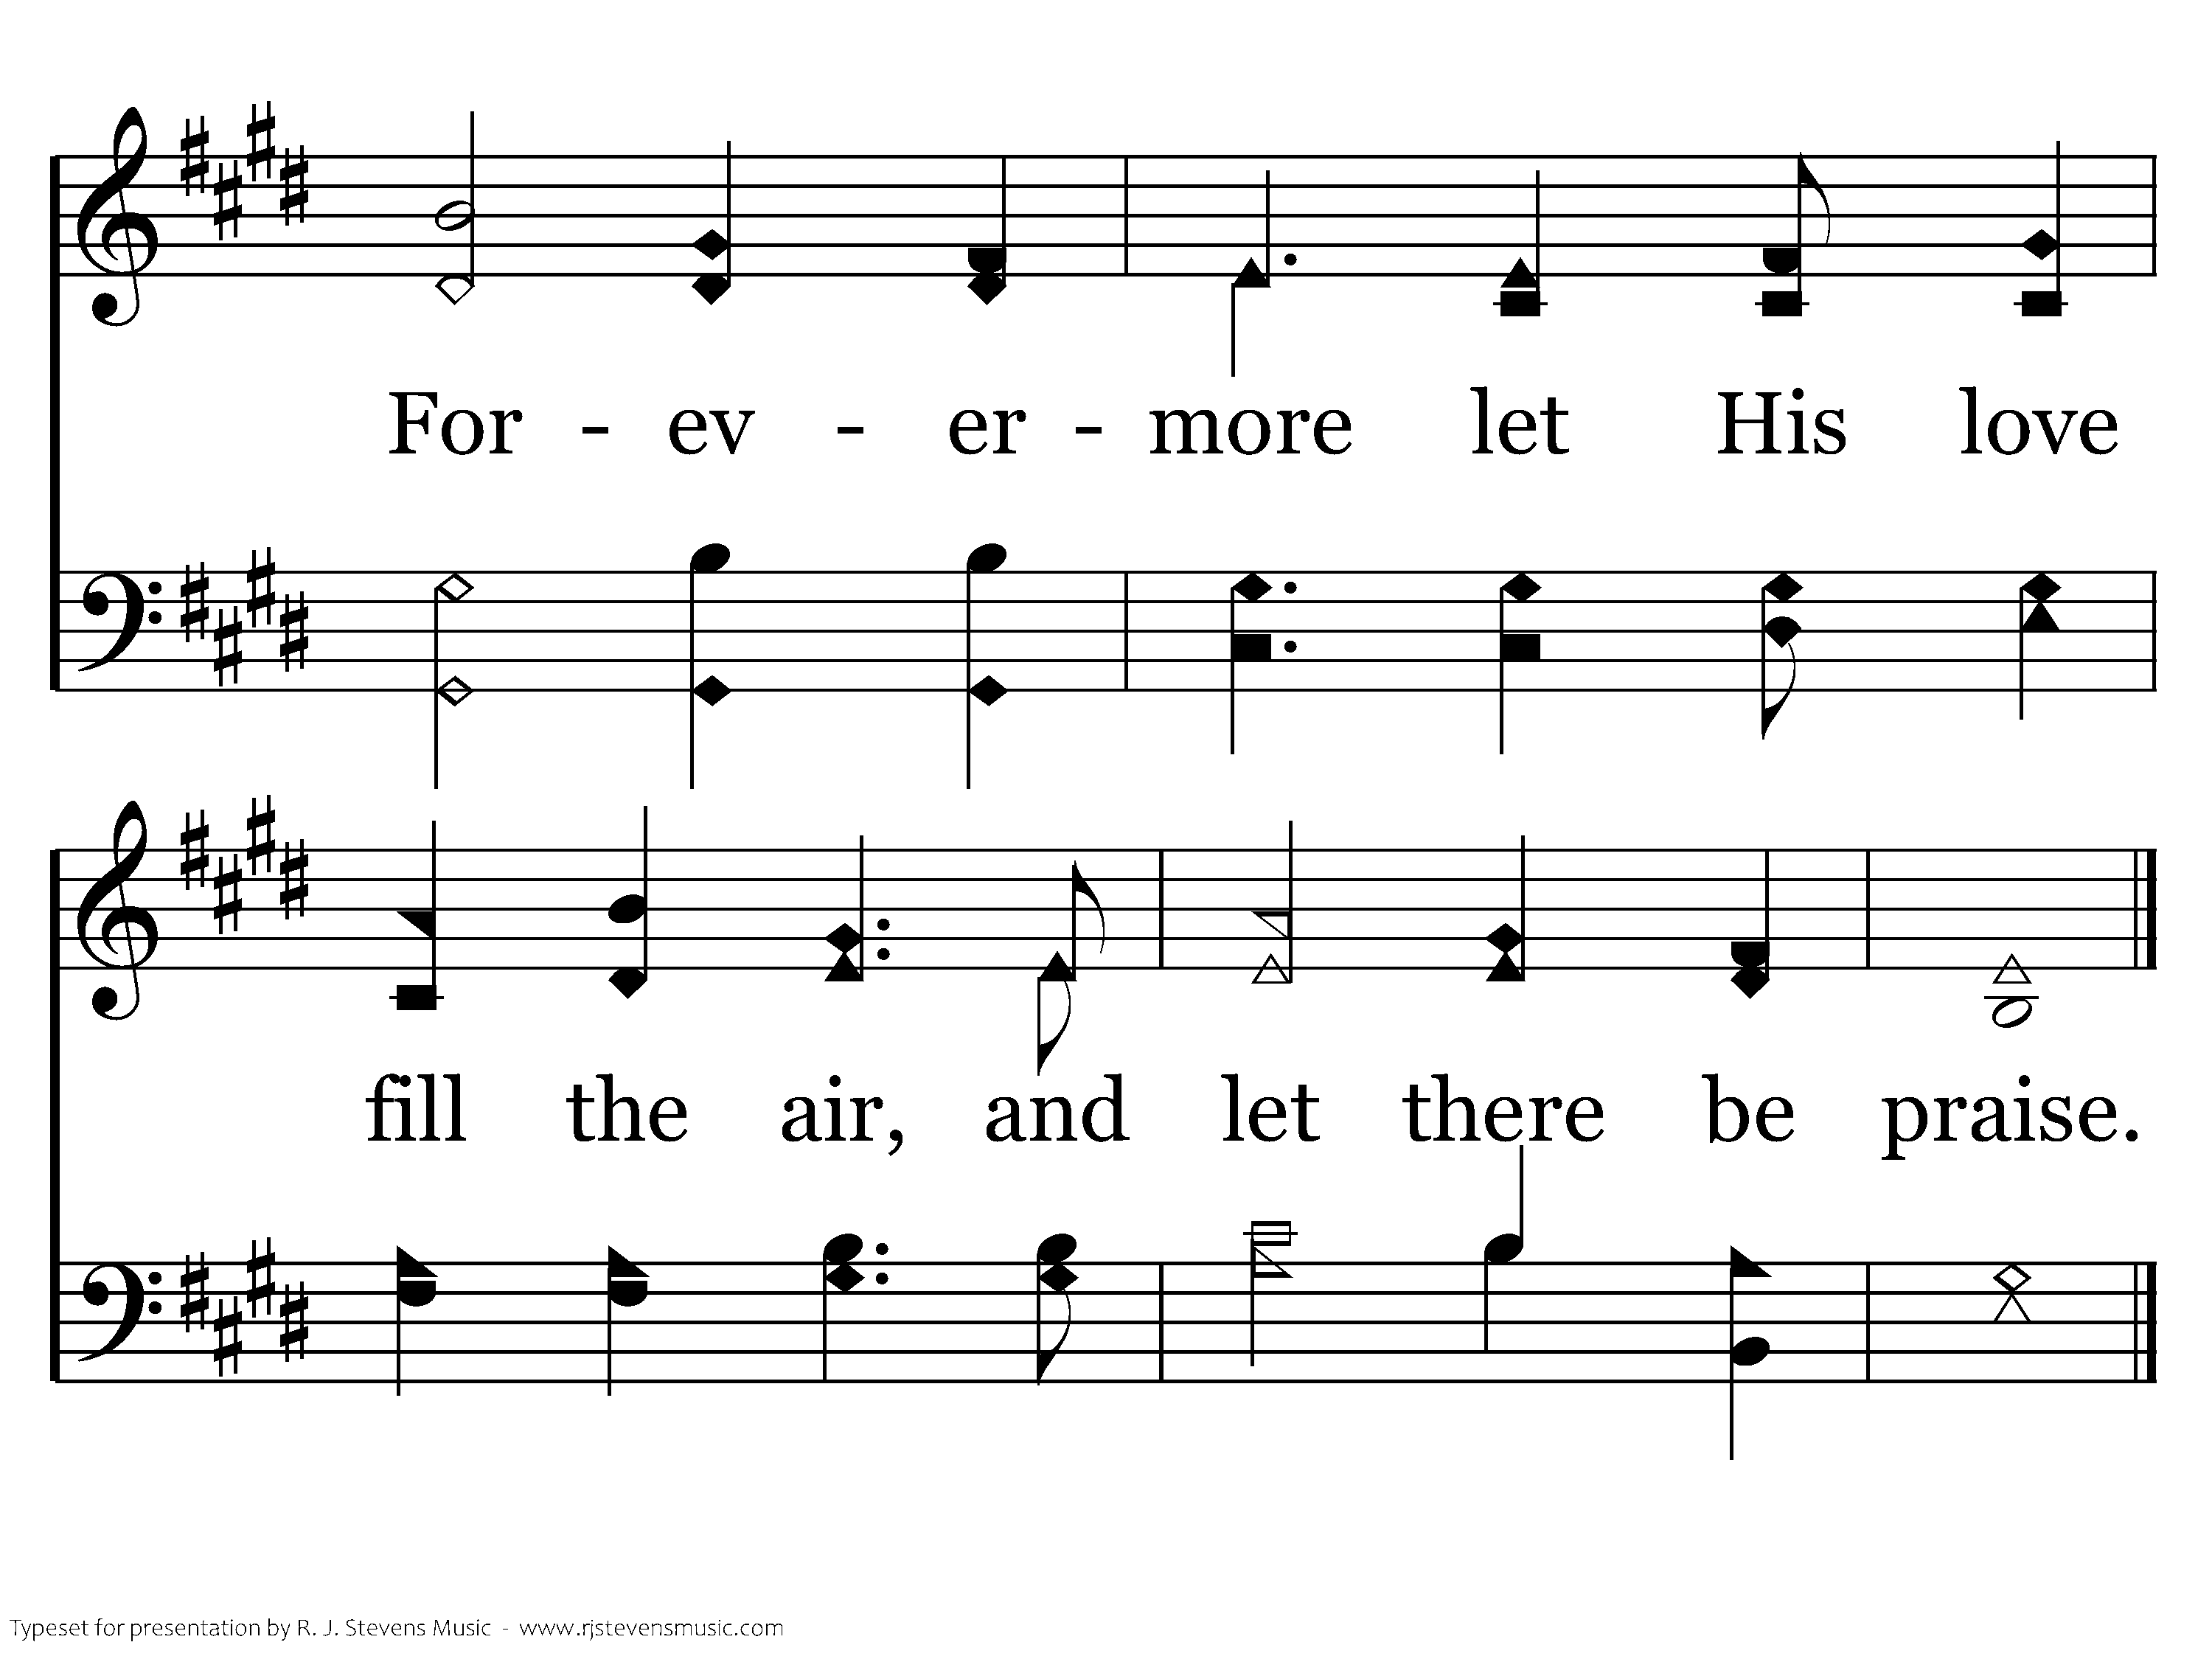 For - ev - er - more let His love
fill the air, and let there be praise.
Typeset for presentation by R. J. Stevens Music - www.rjstevensmusic.com